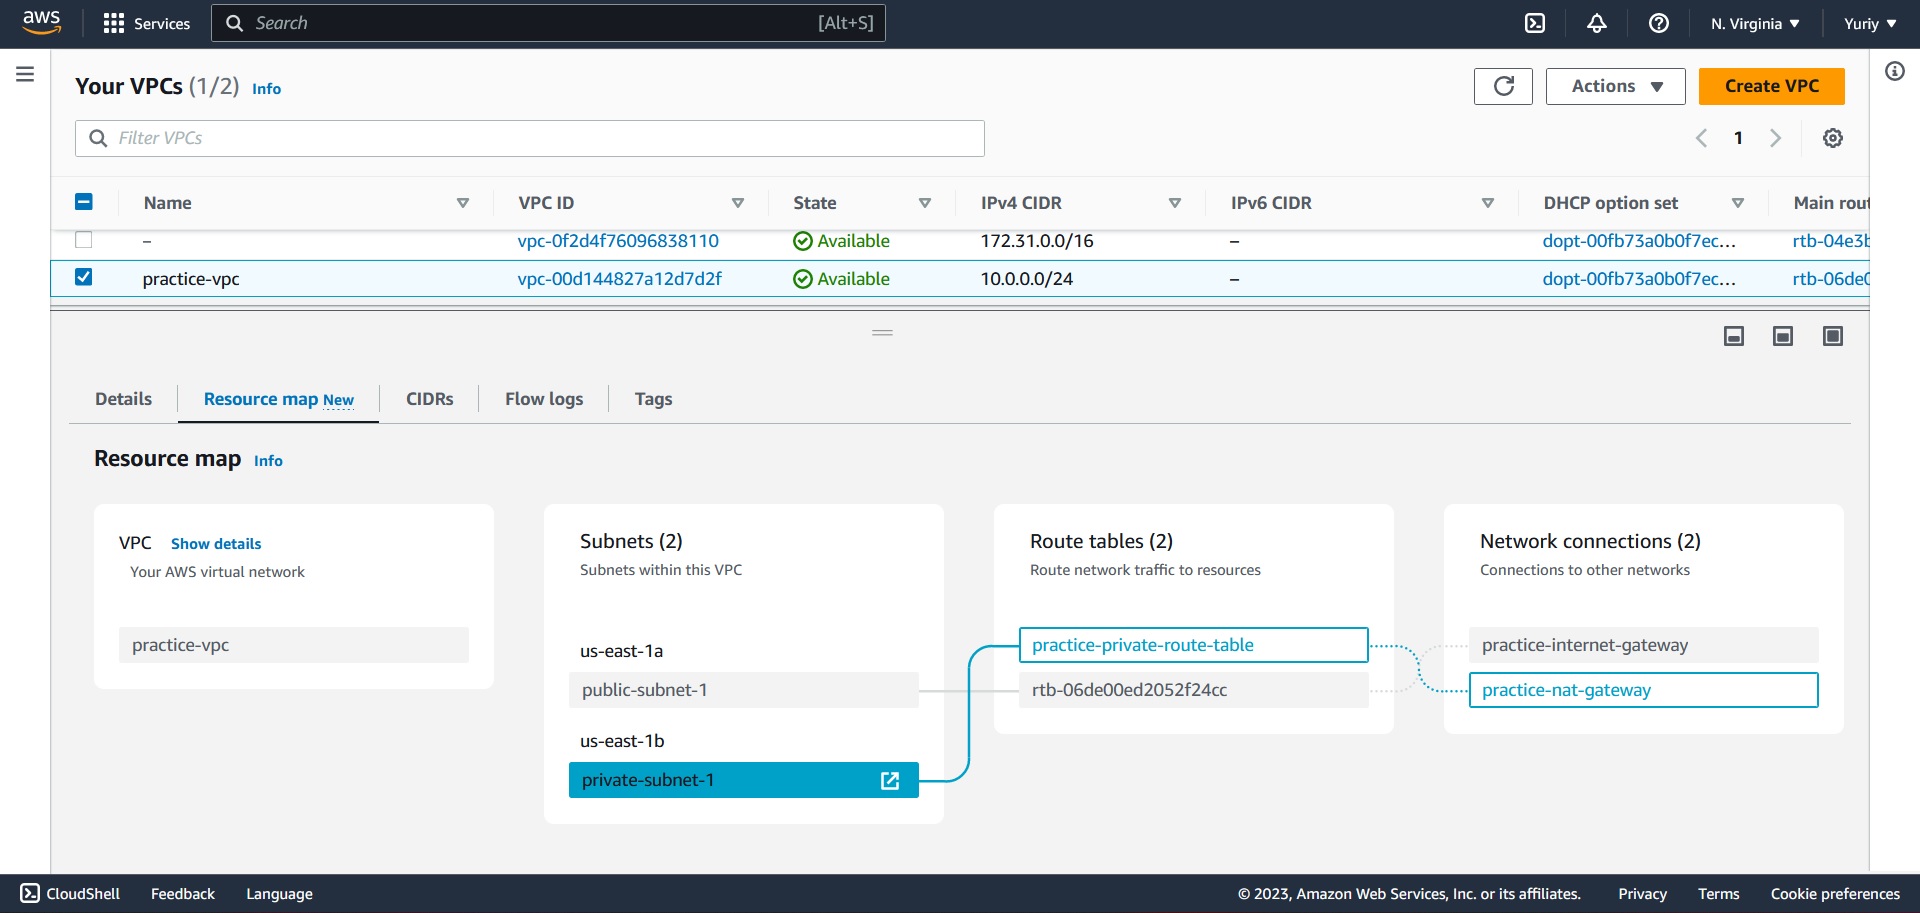 aws Services Search [Alt+S] N. Virginia Yuriy
Your VPCs (1/2) Info Actions Create VPC
Filter VPCs 1
Name VPC ID State IPv4 CIDR IPv6 CIDR DHCP option set Main rout
– vpc-0f2d4f76096838110 Available 172.31.0.0/16 – dopt-00fb73a0b0f7ec... rtb-04e3b
practice-vpc vpc-00d144827a12d7d2f Available 10.0.0.0/24 – dopt-00fb73a0b0f7ec... rtb-06de0
Details Resource map New CIDRs Flow logs Tags
Resource map Info
VPC Show details
Your AWS virtual network
practice-vpc
Subnets (2)
Subnets within this VPC
us-east-1a
public-subnet-1
us-east-1b
private-subnet-1
Route tables (2)
Route network traffic to resources
practice-private-route-table
rtb-06de00ed2052f24cc
Network connections (2)
Connections to other networks
practice-internet-gateway
practice-nat-gateway
CloudShell Feedback Language © 2023, Amazon Web Services, Inc. or its affiliates. Privacy Terms Cookie preferences